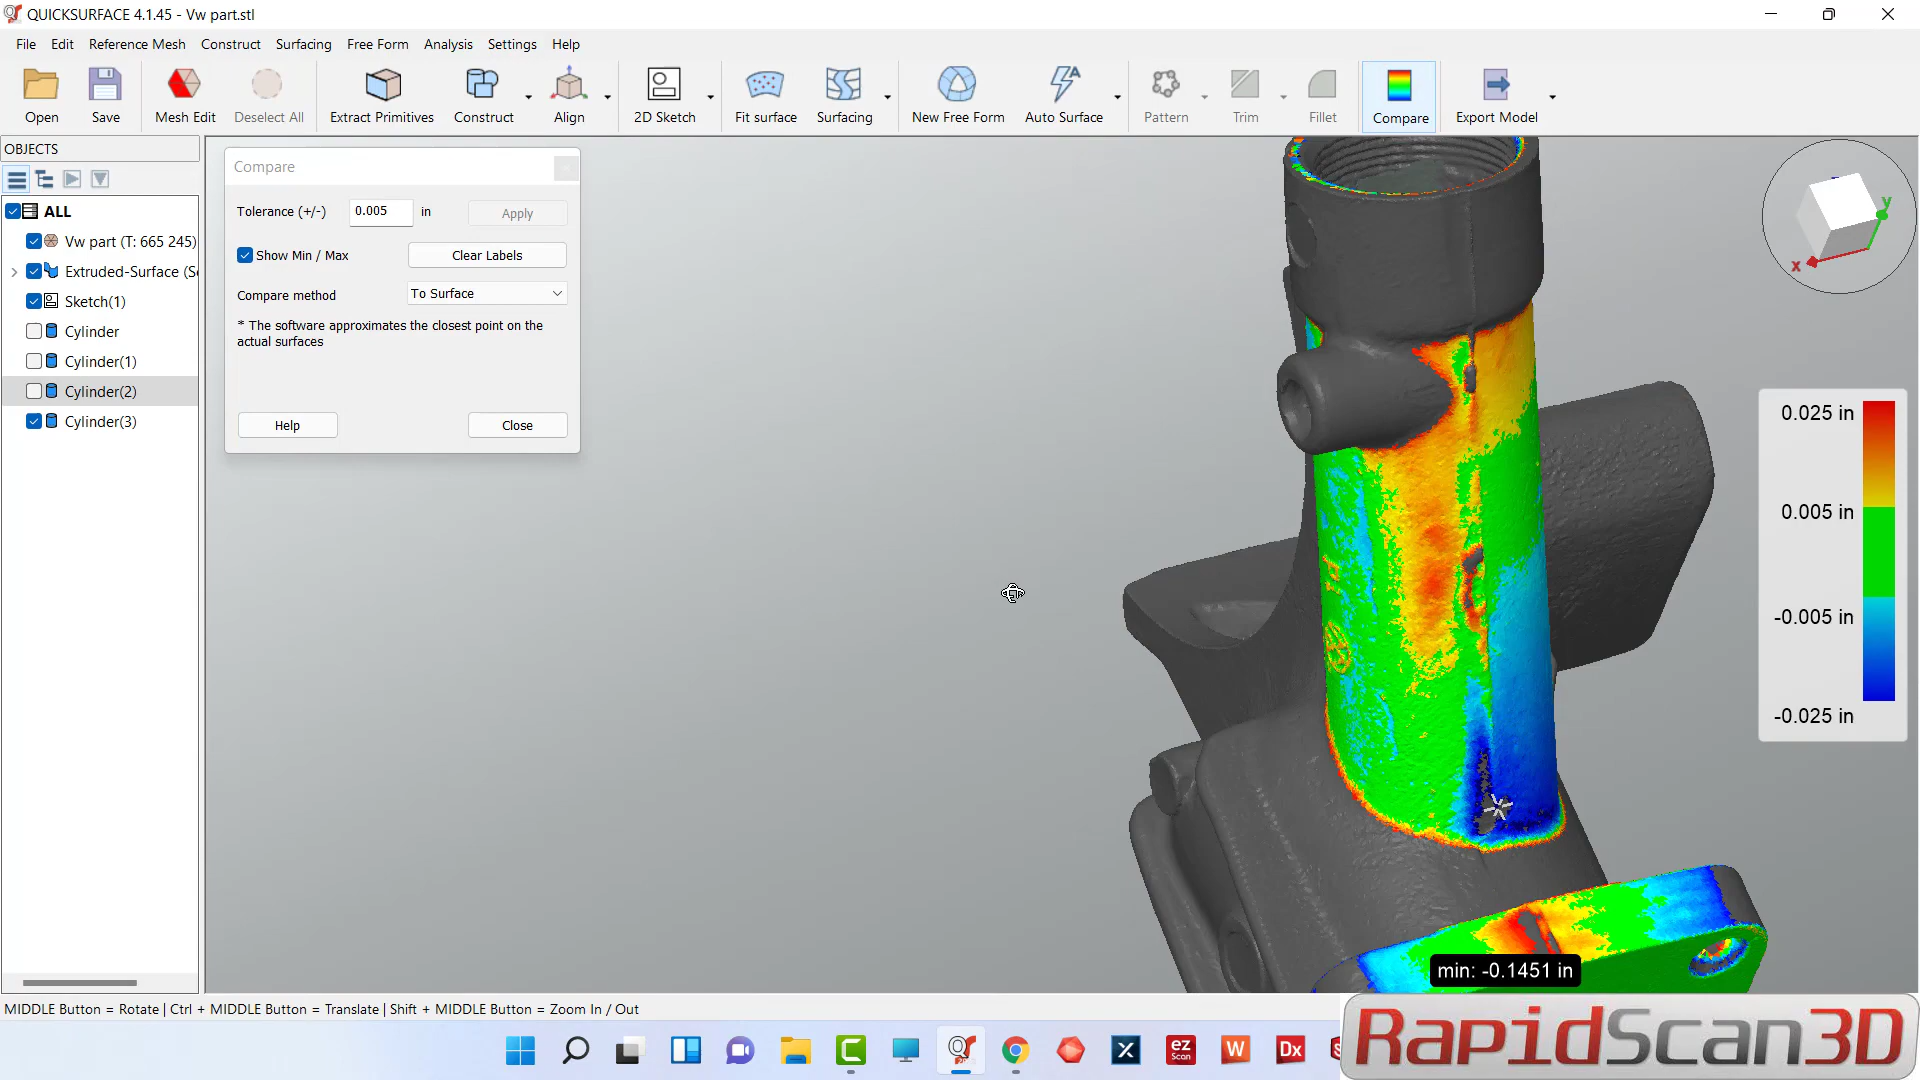 QUICKSURFACE 4.1.45 - Vw part.stl
File Edit Reference Mesh Construct Surfacing Free Form Analysis Settings Help
Open Save Mesh Edit Deselect All Extract Primitives Construct Align 2D Sketch Fit surface Surfacing New Free Form Auto Surface Pattern Trim Fillet Compare Export Model
OBJECTS
ALL
Vw part (T: 665 245)
Extruded-Surface (S
Sketch(1)
Cylinder
Cylinder(1)
Cylinder(2)
Cylinder(3)
Compare
Tolerance (+/-) 0.005 in Apply
Show Min / Max Clear Labels
Compare method To Surface
* The software approximates the closest point on the
actual surfaces
Help Close
y
x
0.025 in
0.005 in
-0.005 in
-0.025 in
min: -0.1451 in
MIDDLE Button = Rotate | Ctrl + MIDDLE Button = Translate | Shift + MIDDLE Button = Zoom In / Out
ez
Scan
W
Dx
RapidScan3D